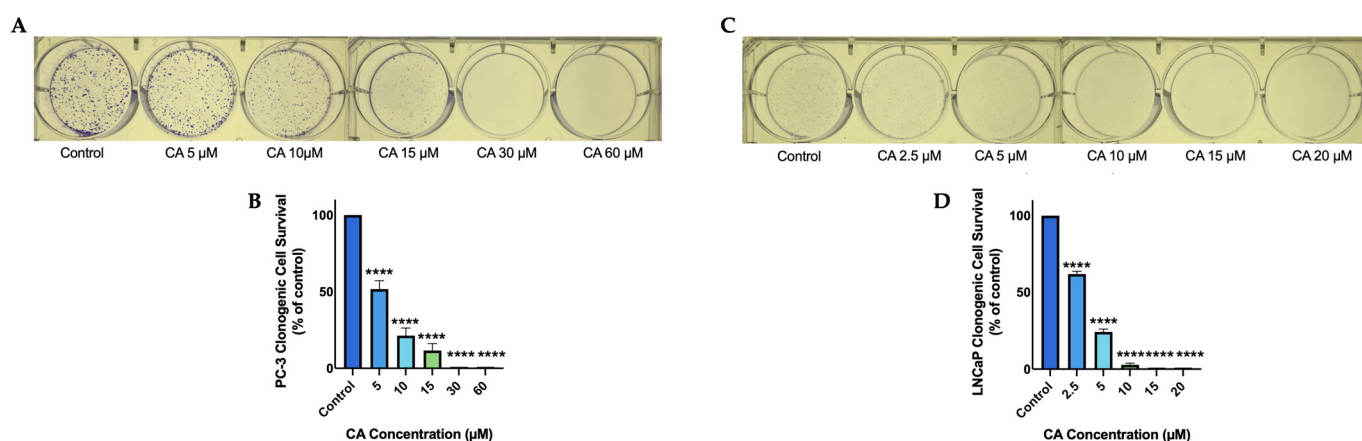 A
Control
CA 5 µM
CA 10µM
CA 15 µM
CA 30 µM
CA 60 µM
B
PC-3 Clonogenic Cell Survival
(% of control)
100
50
0
****
****
****
****
****
Control
5
10
15
30
60
CA Concentration (µM)
C
Control
CA 2.5 µM
CA 5 µM
CA 10 µM
CA 15 µM
CA 20 µM
D
LNCaP Clonogenic Cell Survival
(% of control)
100
50
0
****
****
****
****
****
Control
2.5
5
10
15
20
CA Concentration (µM)